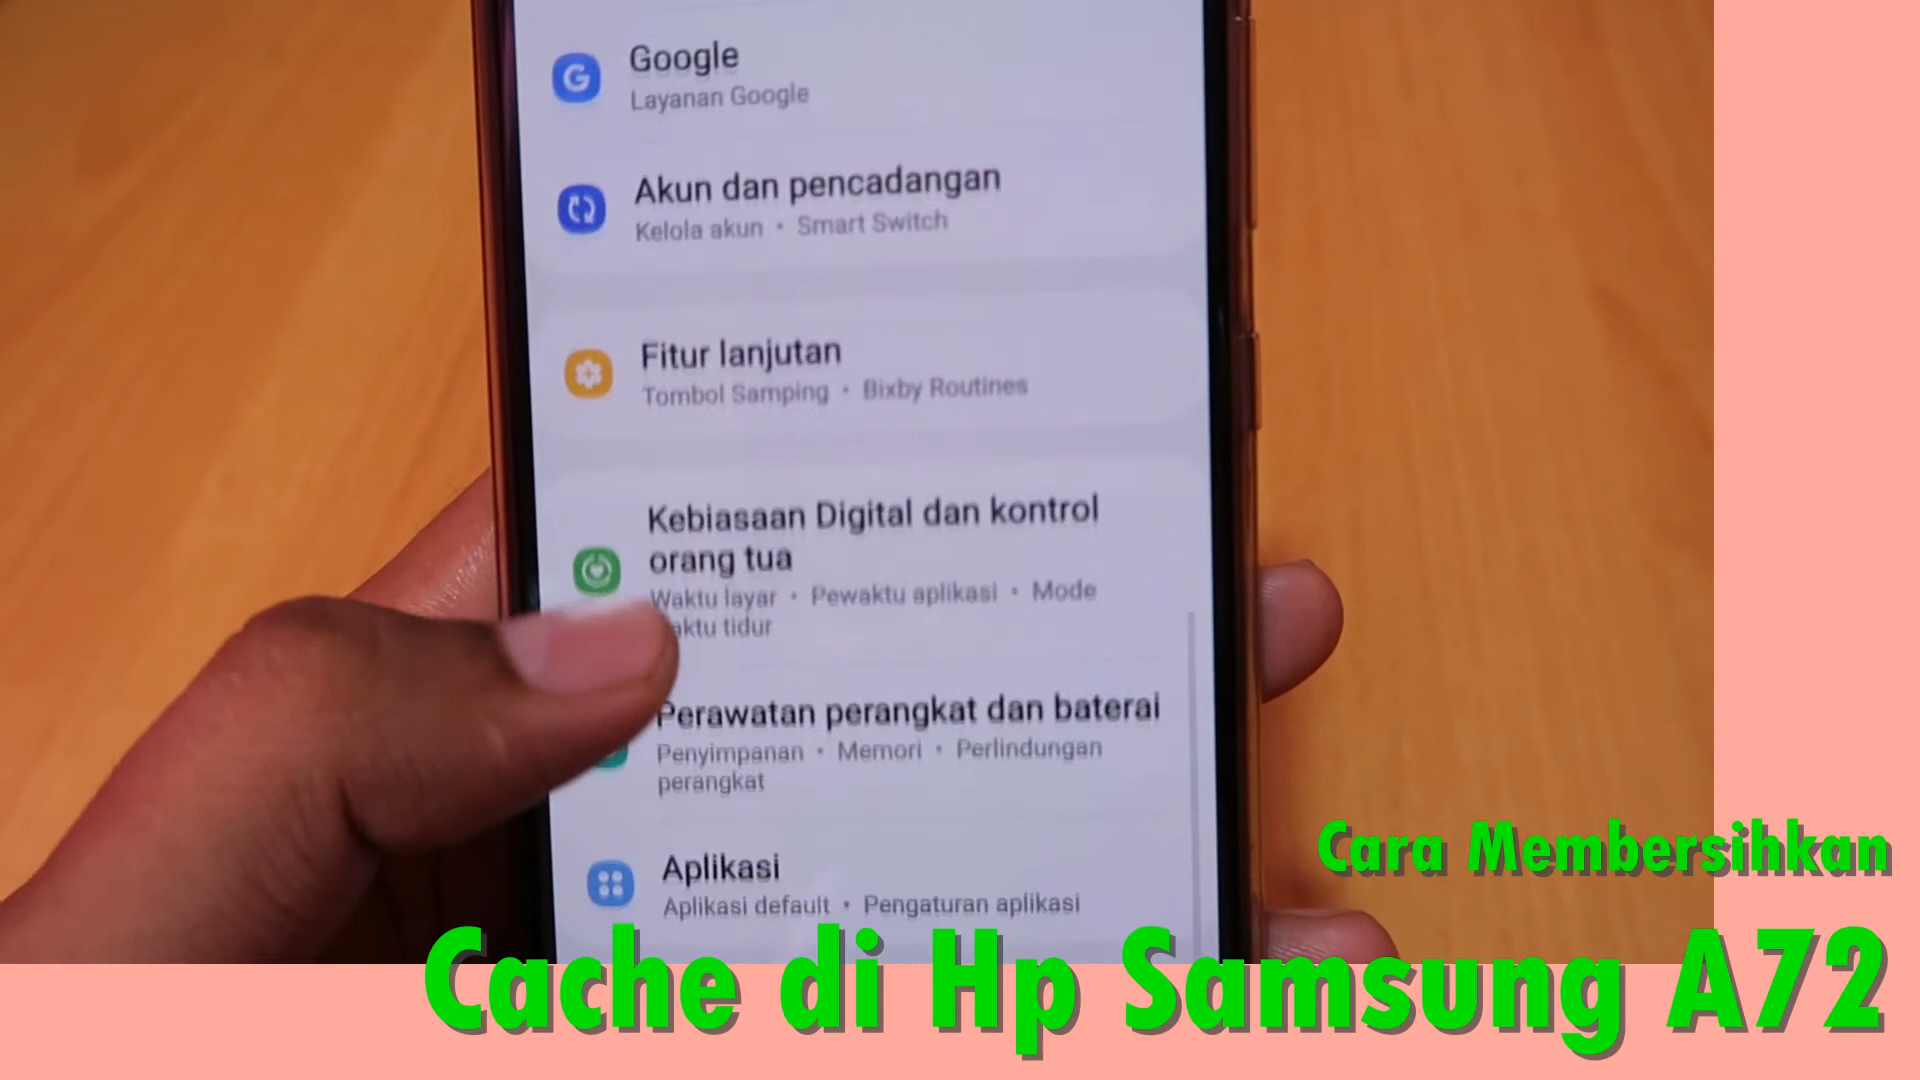 Google
Layanan Google
Akun dan pencadangan
Kelola akun • Smart Switch
Fitur lanjutan
Tombol Samping • Bixby Routines
Kebiasaan Digital dan kontrol
orang tua
Waktu layar • Pewaktu aplikasi • Mode
tidur
Perawatan perangkat dan baterai
Penyimpanan • Memori • Perlindungan
perangkat
Aplikasi
Aplikasi default • Pengaturan aplikasi
Cara Membersihkan
Cache di Hp Samsung A72